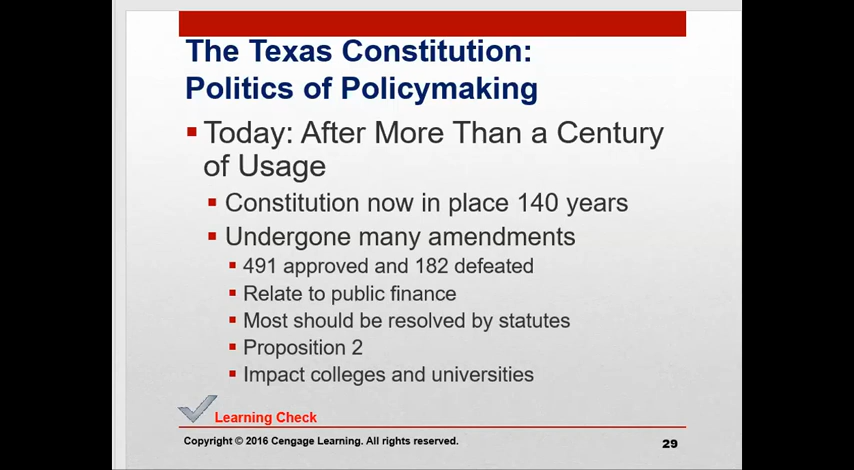 The Texas Constitution:
Politics of Policymaking
Today: After More Than a Century
of Usage
Constitution now in place 140 years
Undergone many amendments
491 approved and 182 defeated
Relate to public finance
Most should be resolved by statutes
Proposition 2
Impact colleges and universities
Learning Check
Copyright © 2016 Cengage Learning. All rights reserved.
29